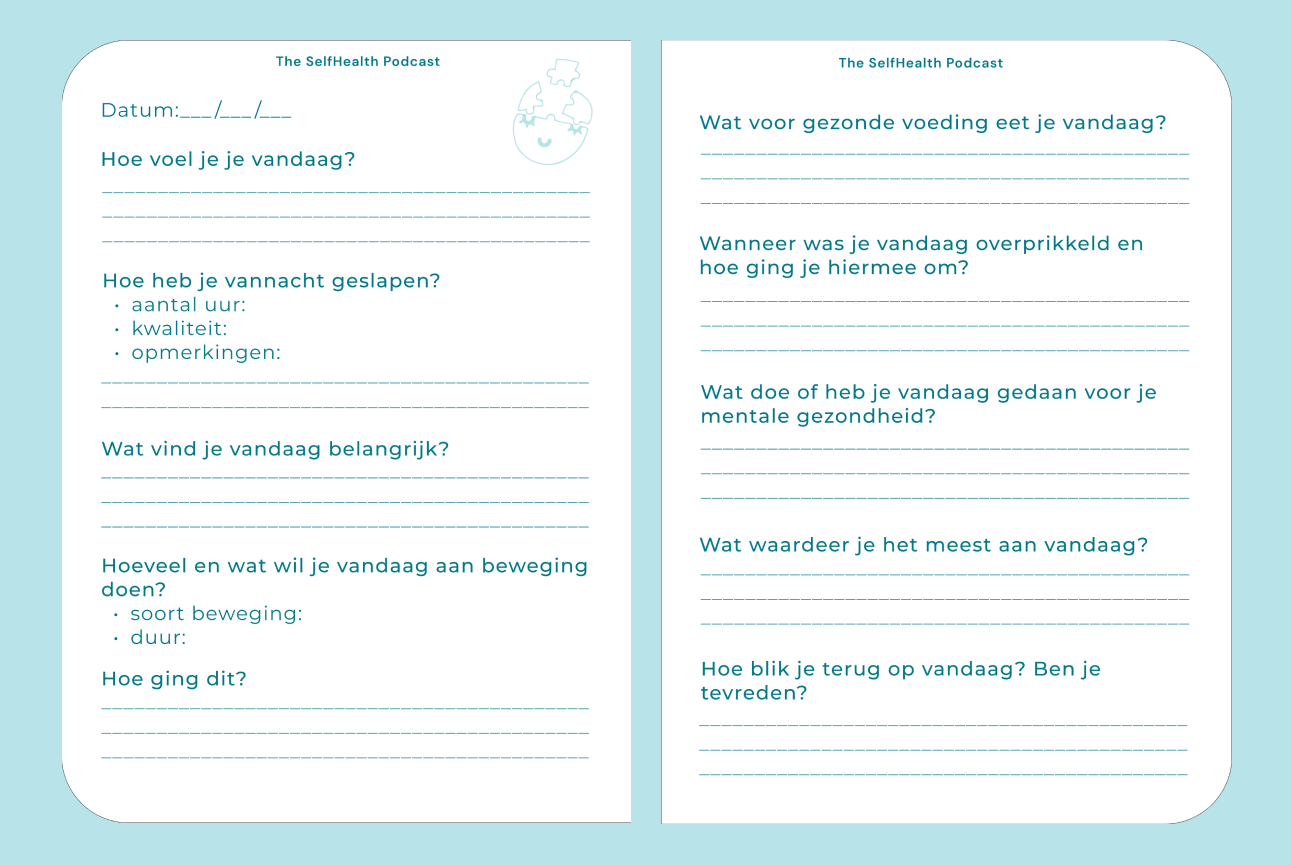 The SelfHealth Podcast
Datum:___/___/___
Hoe voel je je vandaag?
Hoe heb je vannacht geslapen?
• aantal uur:
• kwaliteit:
• opmerkingen:
Wat vind je vandaag belangrijk?
Hoeveel en wat wil je vandaag aan beweging
doen?
• soort beweging:
• duur:
Hoe ging dit?
The SelfHealth Podcast
Wat voor gezonde voeding eet je vandaag?
Wanneer was je vandaag overprikkeld en
hoe ging je hiermee om?
Wat doe of heb je vandaag gedaan voor je
mentale gezondheid?
Wat waardeer je het meest aan vandaag?
Hoe blik je terug op vandaag? Ben je
tevreden?